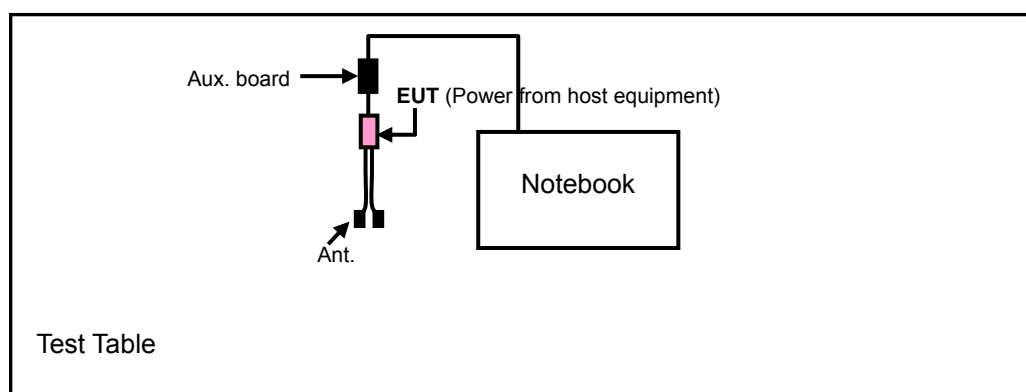 Aux. board
EUT (Power from host equipment)
Notebook
Ant.
Test Table